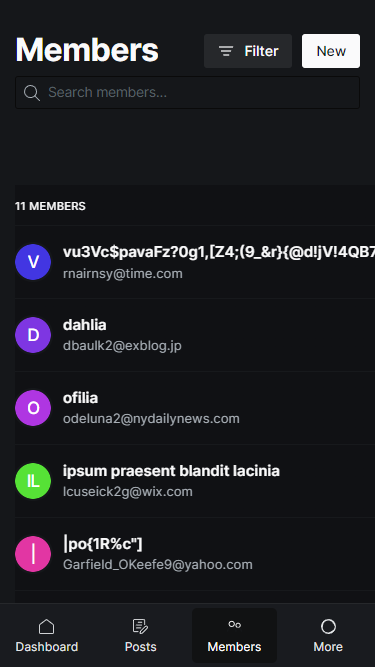 Members
Filter
New
Search members...
11 MEMBERS
V
vu3Vc$pavaFz?0g1,[Z4;(9_&r}{@d!jV!4QB7
rnairnsy@time.com
D
dahlia
dbaulk2@exblog.jp
O
ofilia
odeluna2@nydailynews.com
IL
ipsum praesent blandit lacinia
lcuseick2g@wix.com
|
|po{1R%c"]
Garfield_OKeefe9@yahoo.com
Dashboard
Posts
Members
More